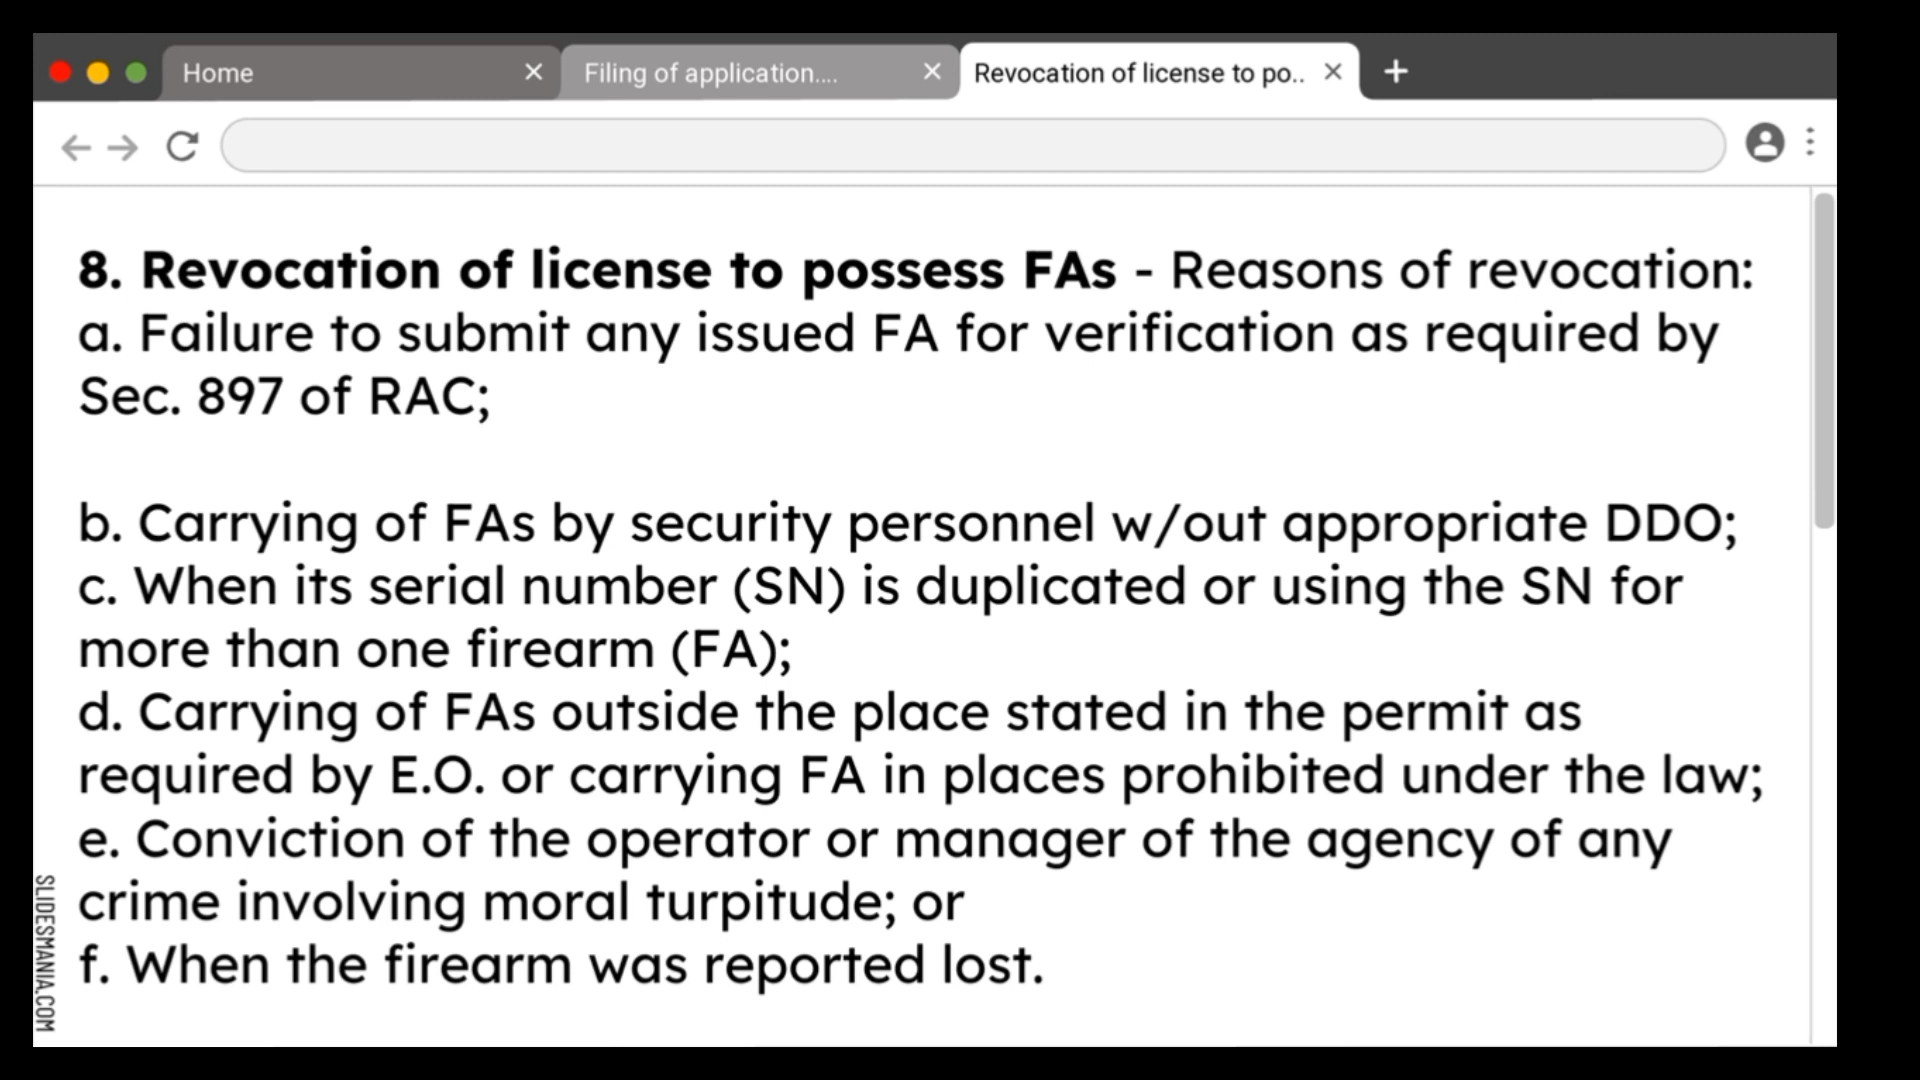 Home
Filing of application....
Revocation of license to po..
8. Revocation of license to possess FAs - Reasons of revocation:
a. Failure to submit any issued FA for verification as required by
Sec. 897 of RAC;
b. Carrying of FAs by security personnel w/out appropriate DDO;
c. When its serial number (SN) is duplicated or using the SN for
more than one firearm (FA);
d. Carrying of FAs outside the place stated in the permit as
required by E.O. or carrying FA in places prohibited under the law;
e. Conviction of the operator or manager of the agency of any
crime involving moral turpitude; or
f. When the firearm was reported lost.
SLIDESMANIA.COM